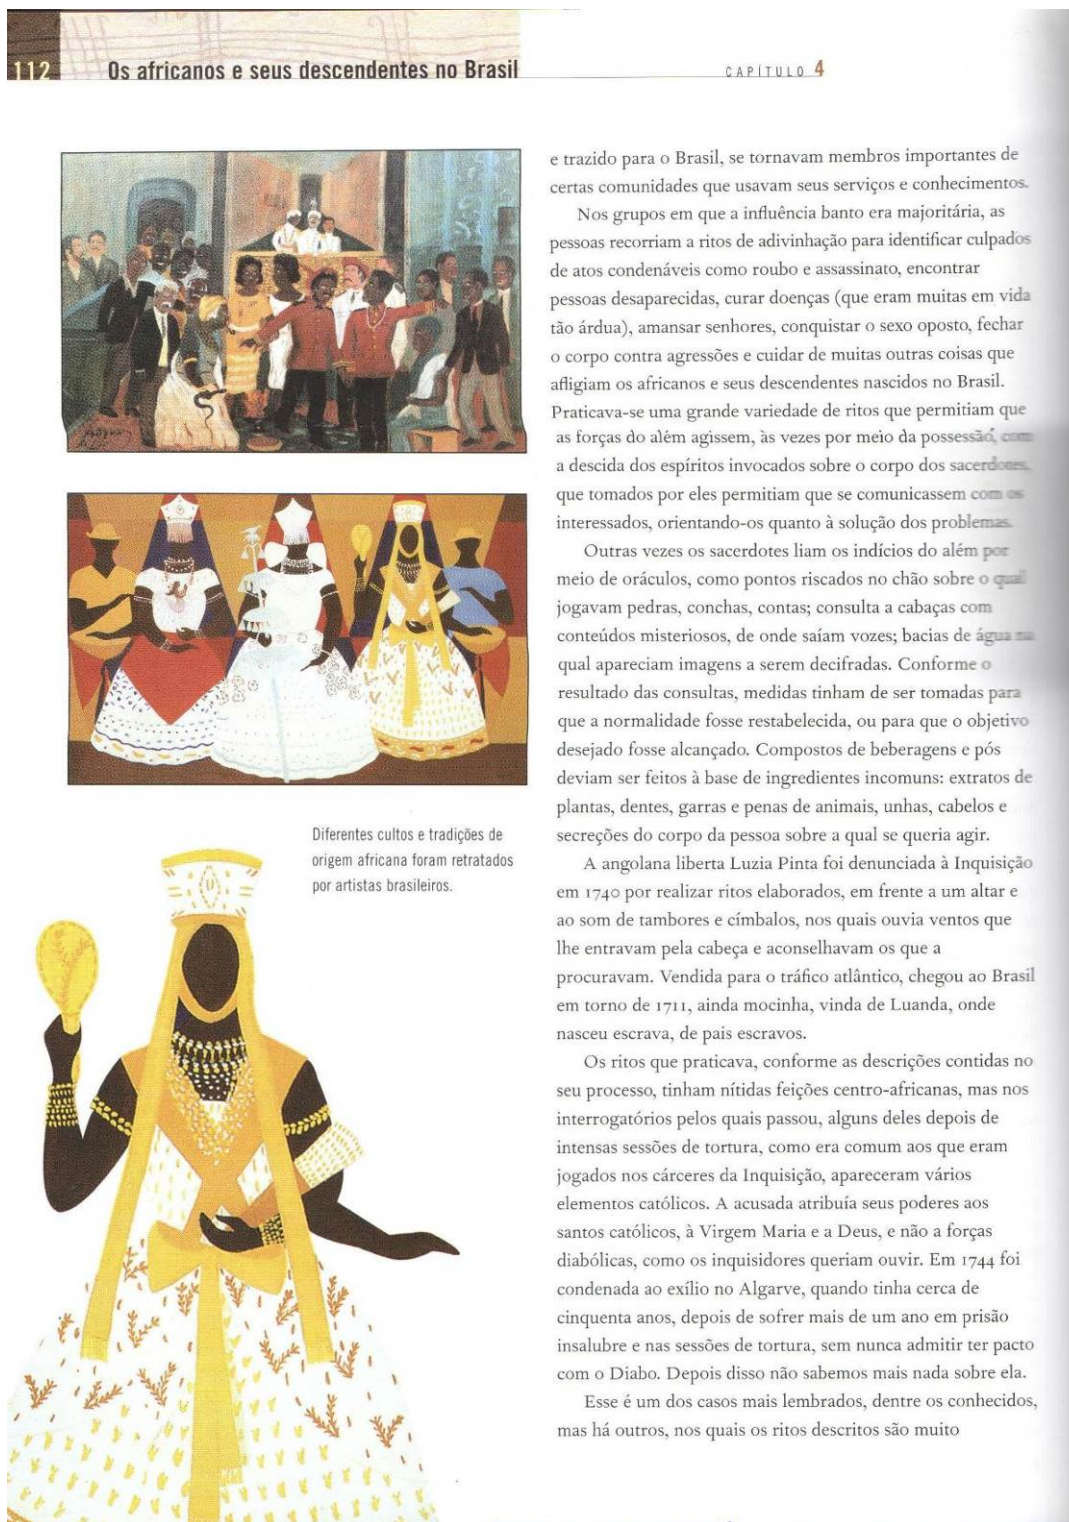 112
Os africanos e seus descendentes no Brasil
CAPÍTULO 4
e trazido para o Brasil, se tornavam membros importantes de
certas comunidades que usavam seus serviços e conhecimentos.
Nos grupos em que a influência banto era majoritária, as
pessoas recorriam a ritos de adivinhação para identificar culpados
de atos condenáveis como roubo e assassinato, encontrar
pessoas desaparecidas, curar doenças (que eram muitas em vida
tão árdua), amansar senhores, conquistar o sexo oposto, fechar
o corpo contra agressões e cuidar de muitas outras coisas que
afligiam os africanos e seus descendentes nascidos no Brasil.
Praticava-se uma grande variedade de ritos que permitiam que
as forças do além agissem, às vezes por meio da possessão, com
a descida dos espíritos invocados sobre o corpo dos sacerdotes,
que tomados por eles permitiam que se comunicassem com os
interessados, orientando-os quanto à solução dos problemas.
Outras vezes os sacerdotes liam os indícios do além por
meio de oráculos, como pontos riscados no chão sobre o qual
jogavam pedras, conchas, contas; consulta a cabaças com
conteúdos misteriosos, de onde saíam vozes; bacias de água na
qual apareciam imagens a serem decifradas. Conforme o
resultado das consultas, medidas tinham de ser tomadas para
que a normalidade fosse restabelecida, ou para que o objetivo
desejado fosse alcançado. Compostos de beberagens e pós
deviam ser feitos à base de ingredientes incomuns: extratos de
plantas, dentes, garras e penas de animais, unhas, cabelos e
secreções do corpo da pessoa sobre a qual se queria agir.
A angolana liberta Luzia Pinta foi denunciada à Inquisição
em 1740 por realizar ritos elaborados, em frente a um altar e
ao som de tambores e címbalos, nos quais ouvia ventos que
lhe entravam pela cabeça e aconselhavam os que a
procuravam. Vendida para o tráfico atlântico, chegou ao Brasil
em torno de 1711, ainda mocinha, vinda de Luanda, onde
nasceu escrava, de pais escravos.
Os ritos que praticava, conforme as descrições contidas no
seu processo, tinham nítidas feições centro-africanas, mas nos
interrogatórios pelos quais passou, alguns deles depois de
intensas sessões de tortura, como era comum aos que eram
jogados nos cárceres da Inquisição, apareceram vários
elementos católicos. A acusada atribuía seus poderes aos
santos católicos, à Virgem Maria e a Deus, e não a forças
diabólicas, como os inquisidores queriam ouvir. Em 1744 foi
condenada ao exílio no Algarve, quando tinha cerca de
cinquenta anos, depois de sofrer mais de um ano em prisão
insalubre e nas sessões de tortura, sem nunca admitir ter pacto
com o Diabo. Depois disso não sabemos mais nada sobre ela.
Esse é um dos casos mais lembrados, dentre os conhecidos,
mas há outros, nos quais os ritos descritos são muito
Diferentes cultos e tradições de
origem africana foram retratados
por artistas brasileiros.